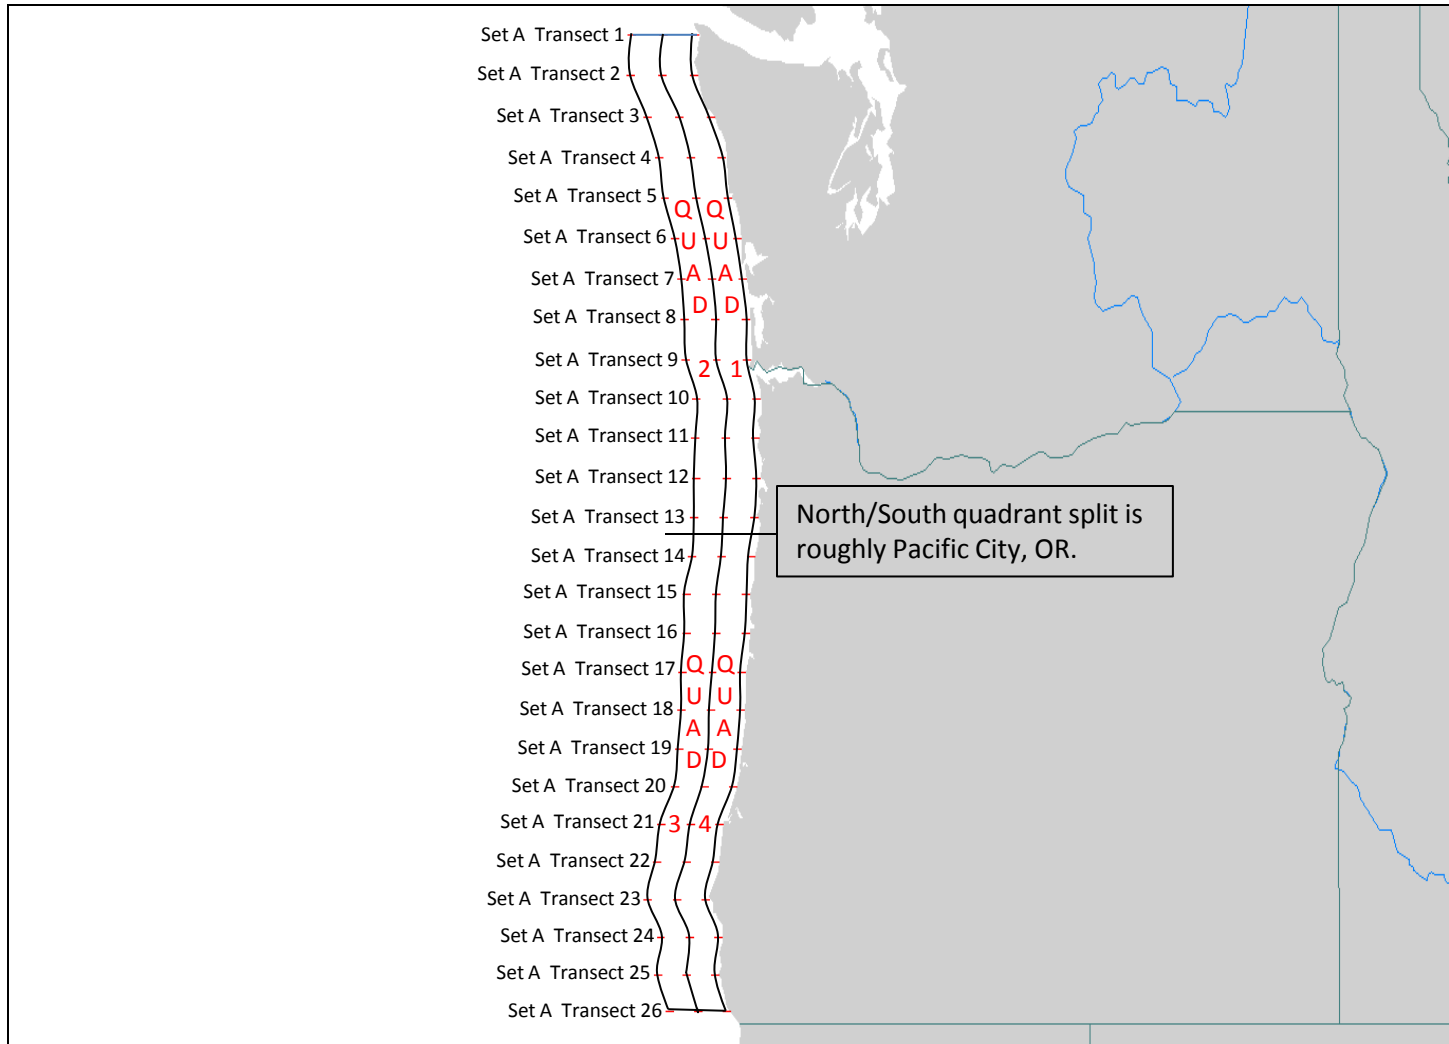 Set A Transect 1
Set A Transect 2
Set A Transect 3
Set A Transect 4
Set A Transect 5
Set A Transect 6
Set A Transect 7
Set A Transect 8
Set A Transect 9
Set A Transect 10
Set A Transect 11
Set A Transect 12
Set A Transect 13
Set A Transect 14
Set A Transect 15
Set A Transect 16
Set A Transect 17
Set A Transect 18
Set A Transect 19
Set A Transect 20
Set A Transect 21
Set A Transect 22
Set A Transect 23
Set A Transect 24
Set A Transect 25
Set A Transect 26
QUAD 2
QUAD 1
North/South quadrant split is
roughly Pacific City, OR.
QUAD 3
QUAD 4